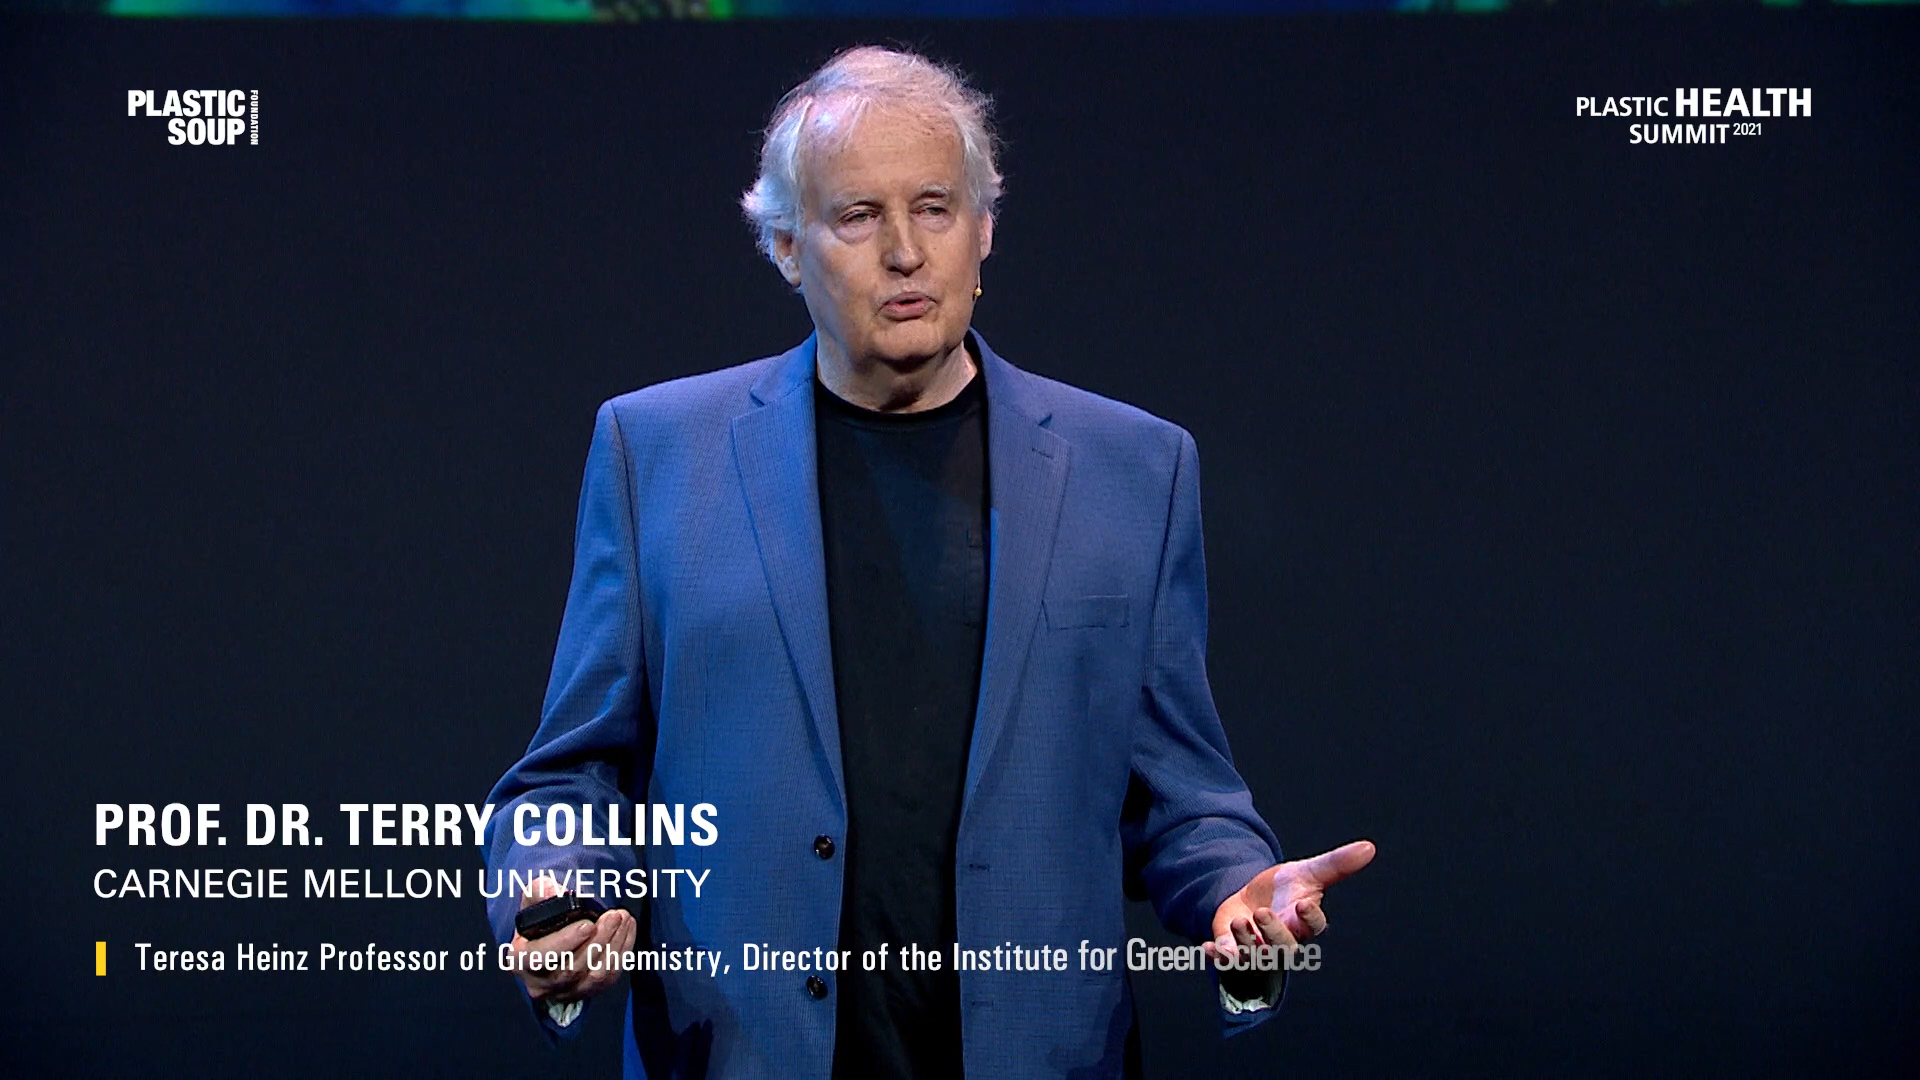 PLASTIC
SOUP
FOUNDATION
PLASTIC HEALTH
SUMMIT 2021
PROF. DR. TERRY COLLINS
CARNEGIE MELLON UNIVERSITY
Teresa Heinz Professor of Green Chemistry, Director of the Institute for Green Science